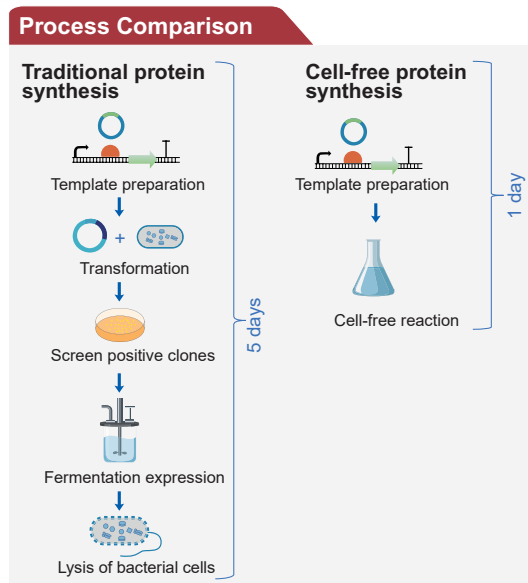 Process Comparison
Traditional protein
synthesis
Template preparation
+
Transformation
Screen positive clones
Fermentation expression
Lysis of bacterial cells
5 days
Cell-free protein
synthesis
Template preparation
Cell-free reaction
1 day